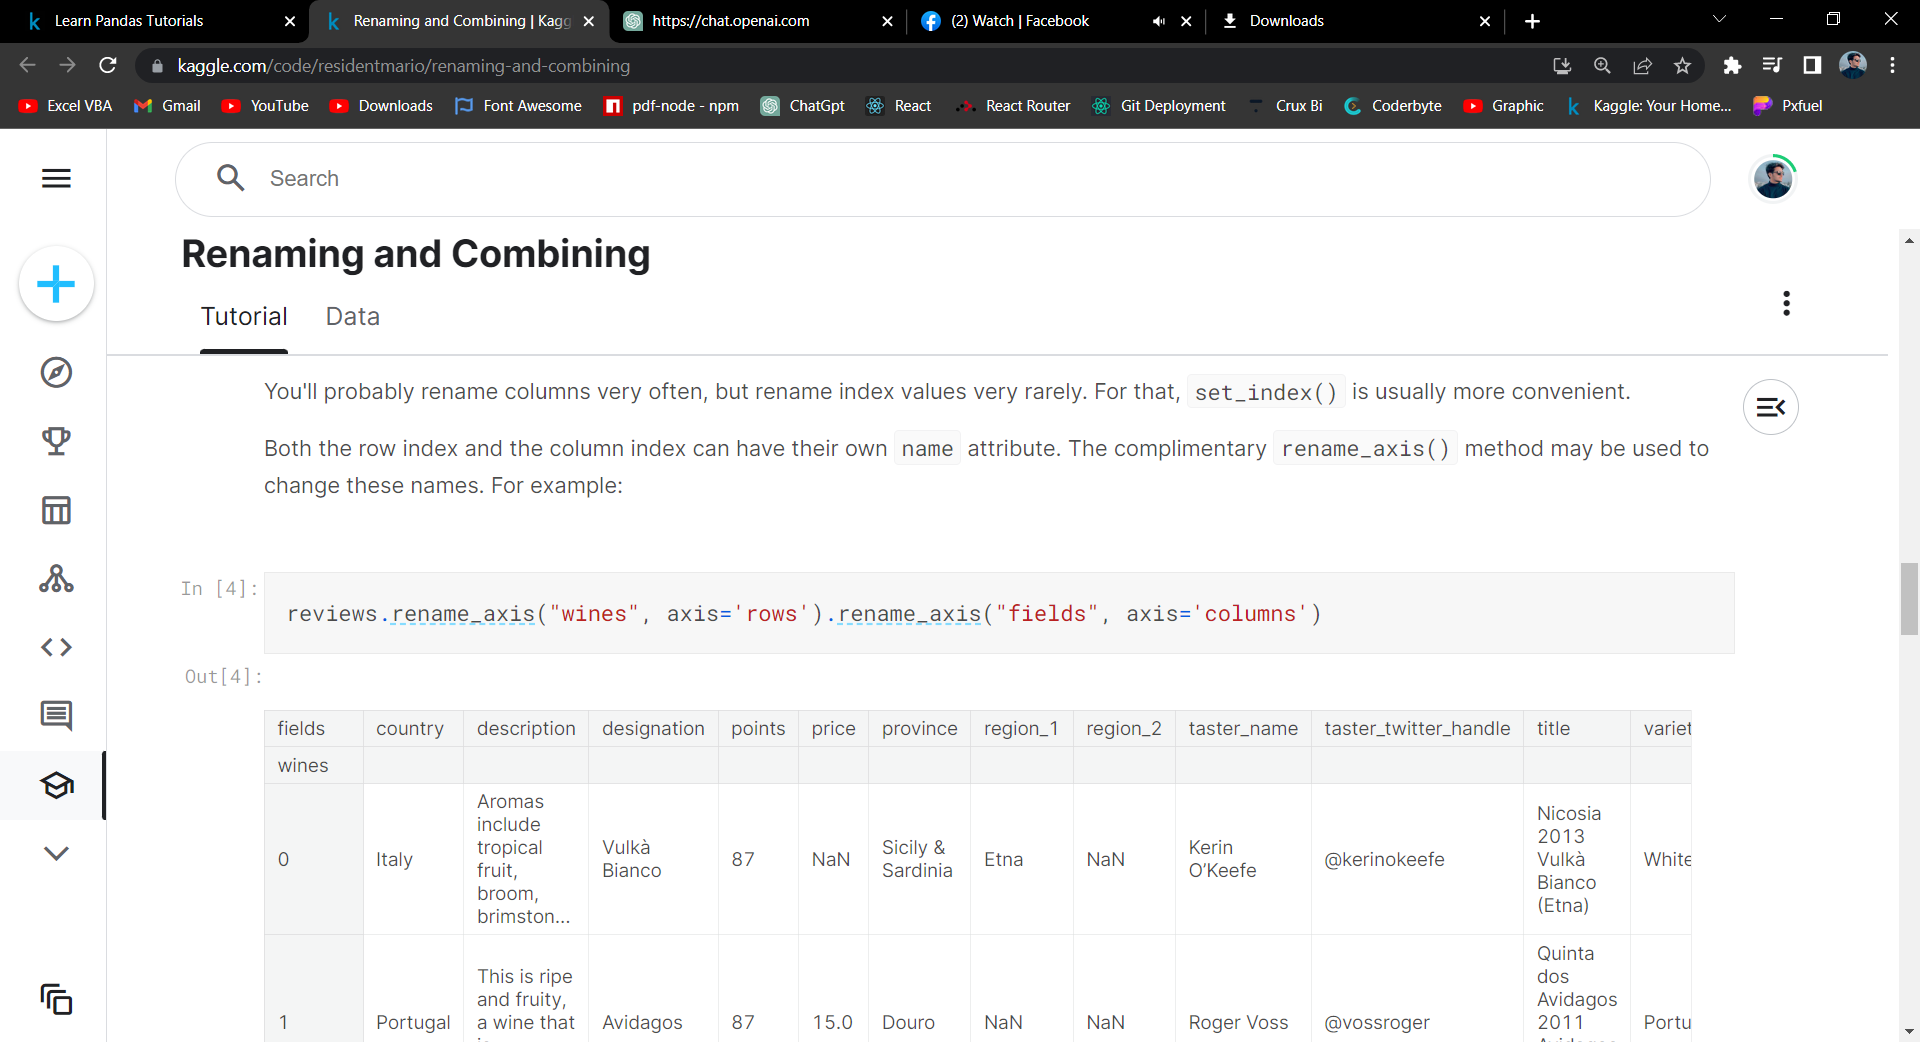 Learn Pandas Tutorials
Renaming and Combining | Kagg
https://chat.openai.com
(2) Watch | Facebook
Downloads
kaggle.com/code/residentmario/renaming-and-combining
Excel VBA Gmail YouTube Downloads Font Awesome pdf-node - npm ChatGpt React React Router Git Deployment Crux Bi Coderbyte Graphic Kaggle: Your Home... Pxfuel
Search
Renaming and Combining
Tutorial Data
You'll probably rename columns very often, but rename index values very rarely. For that, set_index() is usually more convenient.
Both the row index and the column index can have their own name attribute. The complimentary rename_axis() method may be used to
change these names. For example:
In [4]:
reviews.rename_axis("wines", axis='rows').rename_axis("fields", axis='columns')
Out[4]:
fields country description designation points price province region_1 region_2 taster_name taster_twitter_handle title variet
wines
0
Italy
Aromas
include
tropical
fruit,
broom,
brimston...
Vulkà
Bianco
87
NaN
Sicily &
Sardinia
Etna
NaN
Kerin
O'Keefe
@kerinokeefe
Nicosia
2013
Vulkà
Bianco
(Etna)
White
1
Portugal
This is ripe
and fruity,
a wine that
Avidagos
87
15.0
Douro
NaN
NaN
Roger Voss
@vossroger
Quinta
dos
Avidagos
2011
Portu